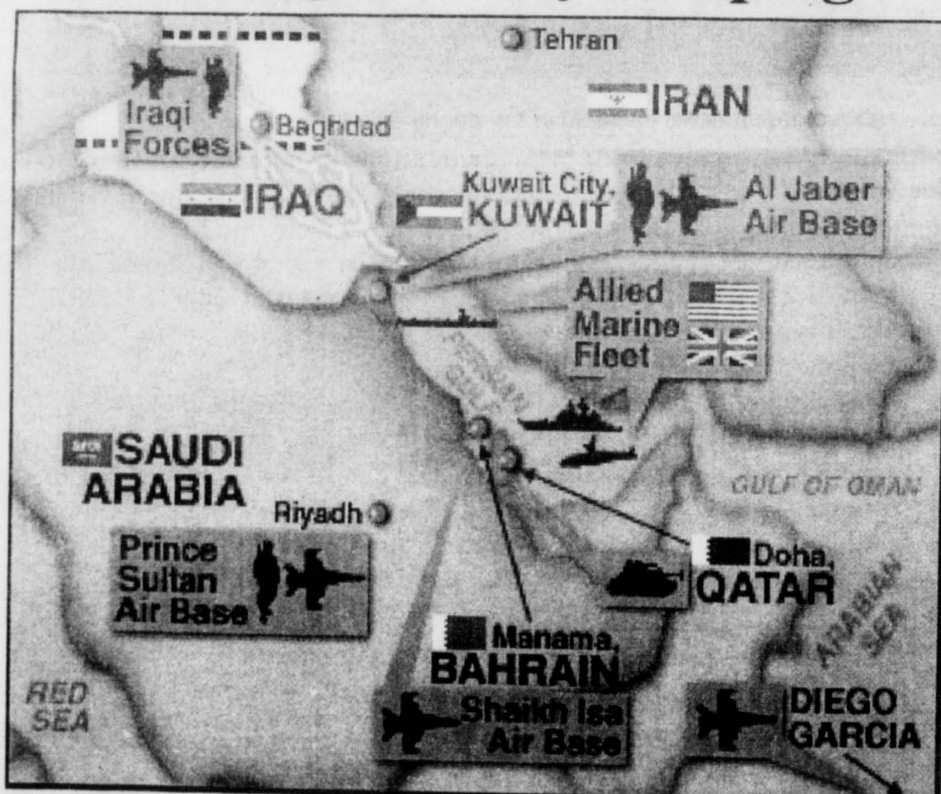 Tehran
IRAN
Iraqi
Forces
Baghdad
IRAQ
Kuwait City,
KUWAIT
Al Jaber
Air Base
Allied
Marine
Fleet
PERSIAN
GULF
SAUDI
ARABIA
Riyadh
Prince
Sultan
Air Base
GULF OF OMAN
Doha,
QATAR
ARABIAN
SEA
Manama,
BAHRAIN
Shaikh Isa
Air Base
RED
SEA
DIEGO
GARCIA